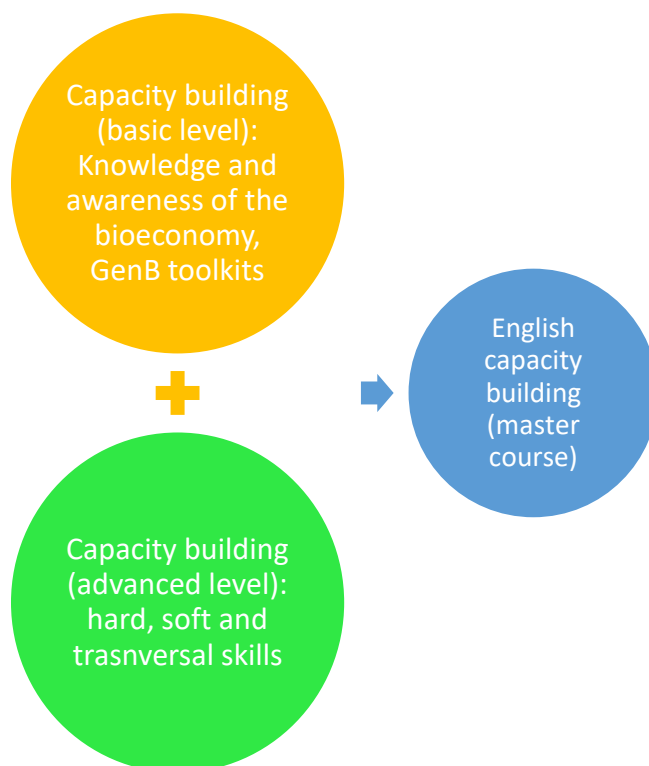 Capacity building
(basic level):
Knowledge and
awareness of the
bioeconomy,
GenB toolkits
English
capacity
building
(master
course)
Capacity building
(advanced level):
hard, soft and
trasnversal skills